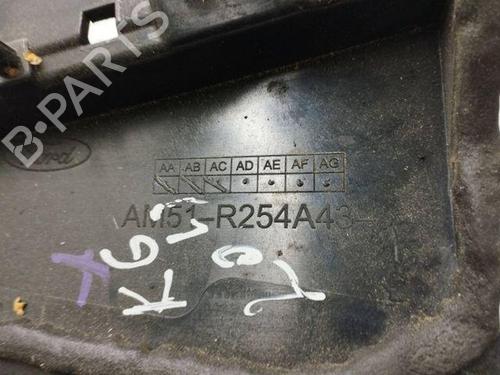 B-PARTS
Ford
AA AB AC AD AE AF AG
AM51-R254A43-